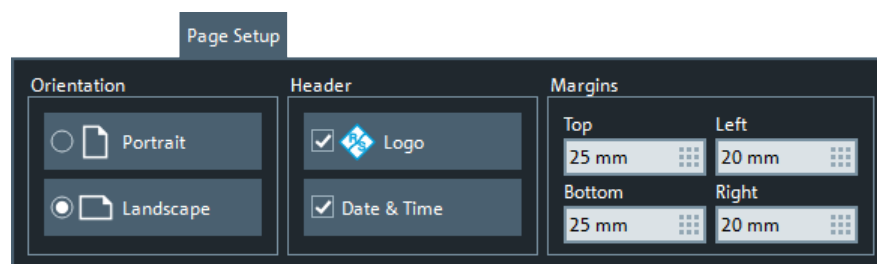 Page Setup
Orientation
Portrait
Landscape
Header
R/S Logo
Date & Time
Margins
Top
25 mm
Left
20 mm
Bottom
25 mm
Right
20 mm